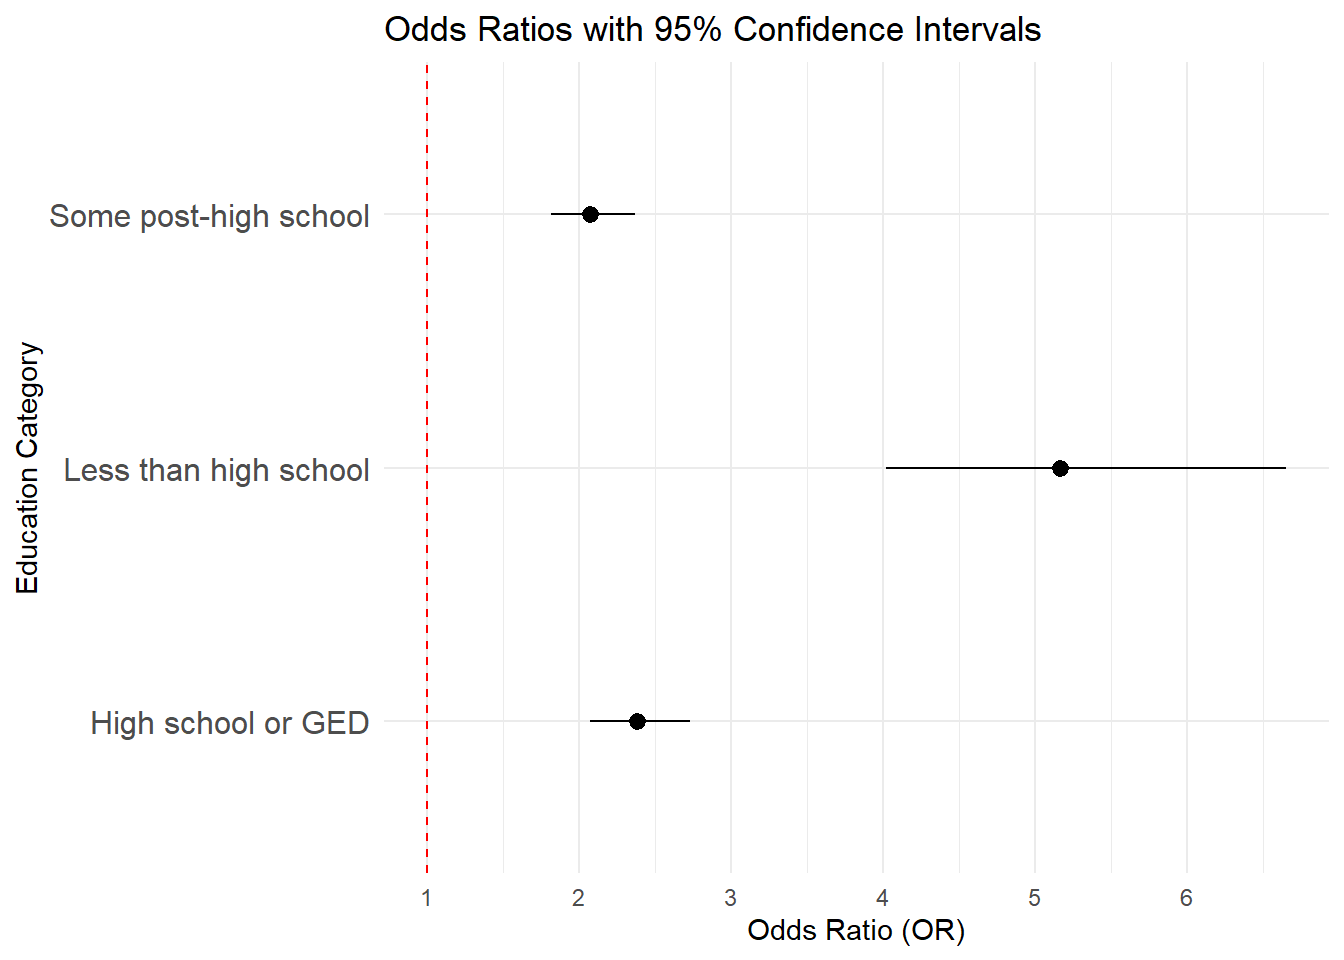 Odds Ratios with 95% Confidence Intervals
Some post-high school
Less than high school
High school or GED
Education Category
1 2 3 4 5 6
Odds Ratio (OR)